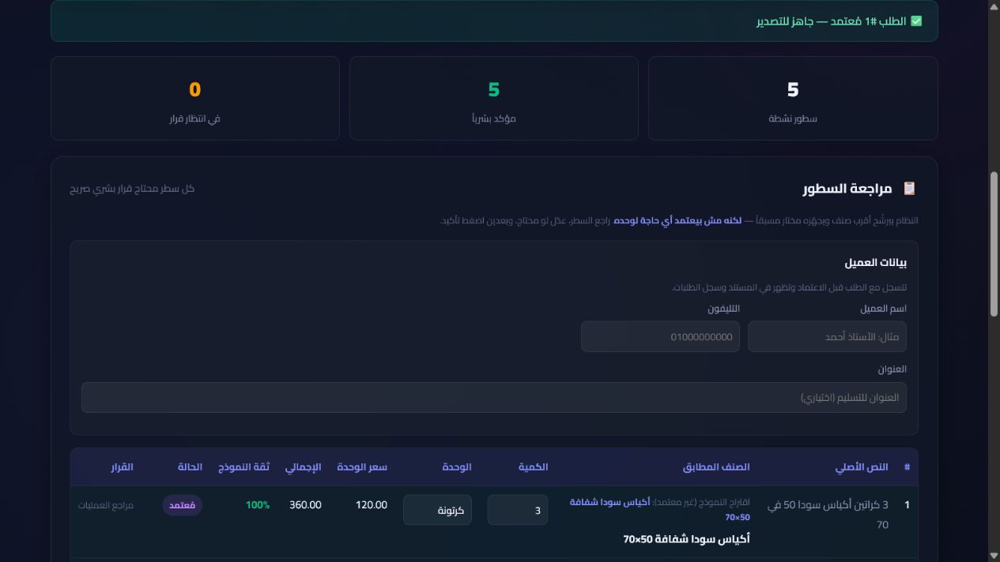 ✅ الطلب #1 مُعتمد — جاهز للتصدير
5
سطور نشطة
5
مؤكد بشرياً
0
في انتظار قرار
📋 مراجعة السطور
كل سطر محتاج قرار بشري صريح
النظام بيرشّح أقرب صنف ويجهّزه مختار مسبقاً — لكنه مش بيعتمد أي حاجة لوحده. راجع السطر، عدّل لو محتاج، وبعدين اضغط تأكيد.
بيانات العميل
تتسجل مع الطلب قبل الاعتماد وتظهر في المستند وسجل الطلبات.
اسم العميل
التليفون
مثال: الأستاذ أحمد
01000000000
العنوان
العنوان للتسليم (اختياري)
# النص الأصلي الصنف المطابق الكمية الوحدة سعر الوحدة الإجمالي ثقة النموذج الحالة القرار
1
3 كراتين أكياس سودا 50 في
70
اقتراح النموذج (غير معتمد): أكياس سودا شفافة
50×70
أكياس سودا شفافة 50×70
3
كرتونة
120.00
360.00
100%
مُعتمد
مراجع العمليات